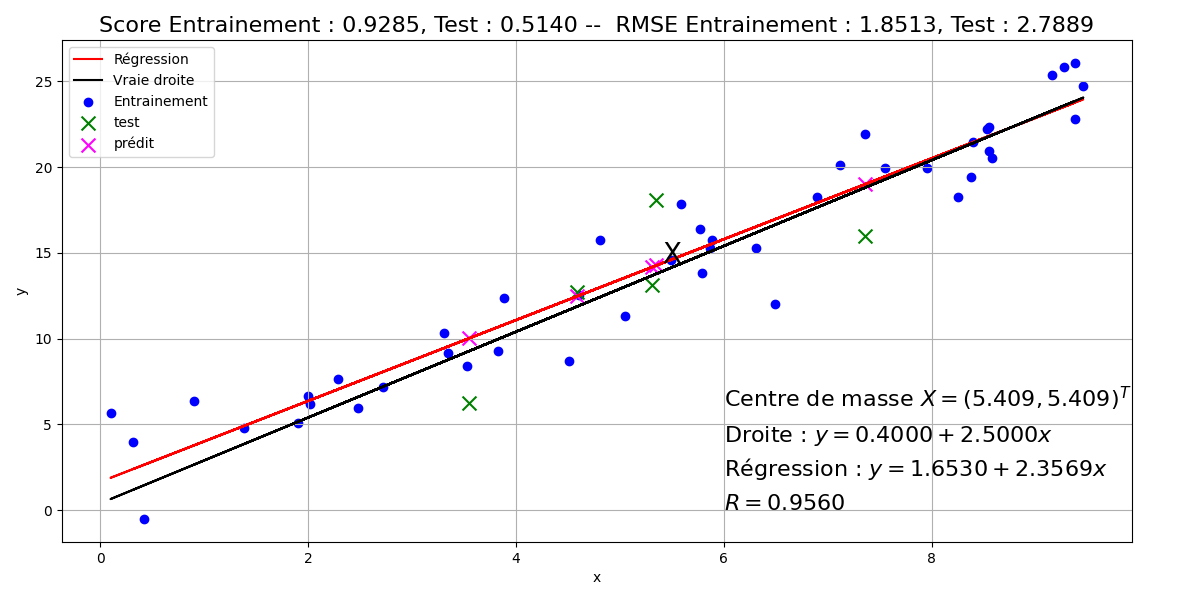 Score Entrainement : 0.9285, Test : 0.5140 --  RMSE Entrainement : 1.8513, Test : 2.7889
Régression
Vraie droite
Entrainement
test
prédit
25
20
15
10
5
0
y
X
Centre de masse X = (5.409, 5.409)^T
Droite : y = 0.4000 + 2.5000x
Régression : y = 1.6530 + 2.3569x
R = 0.9560
0 2 4 6 8
x